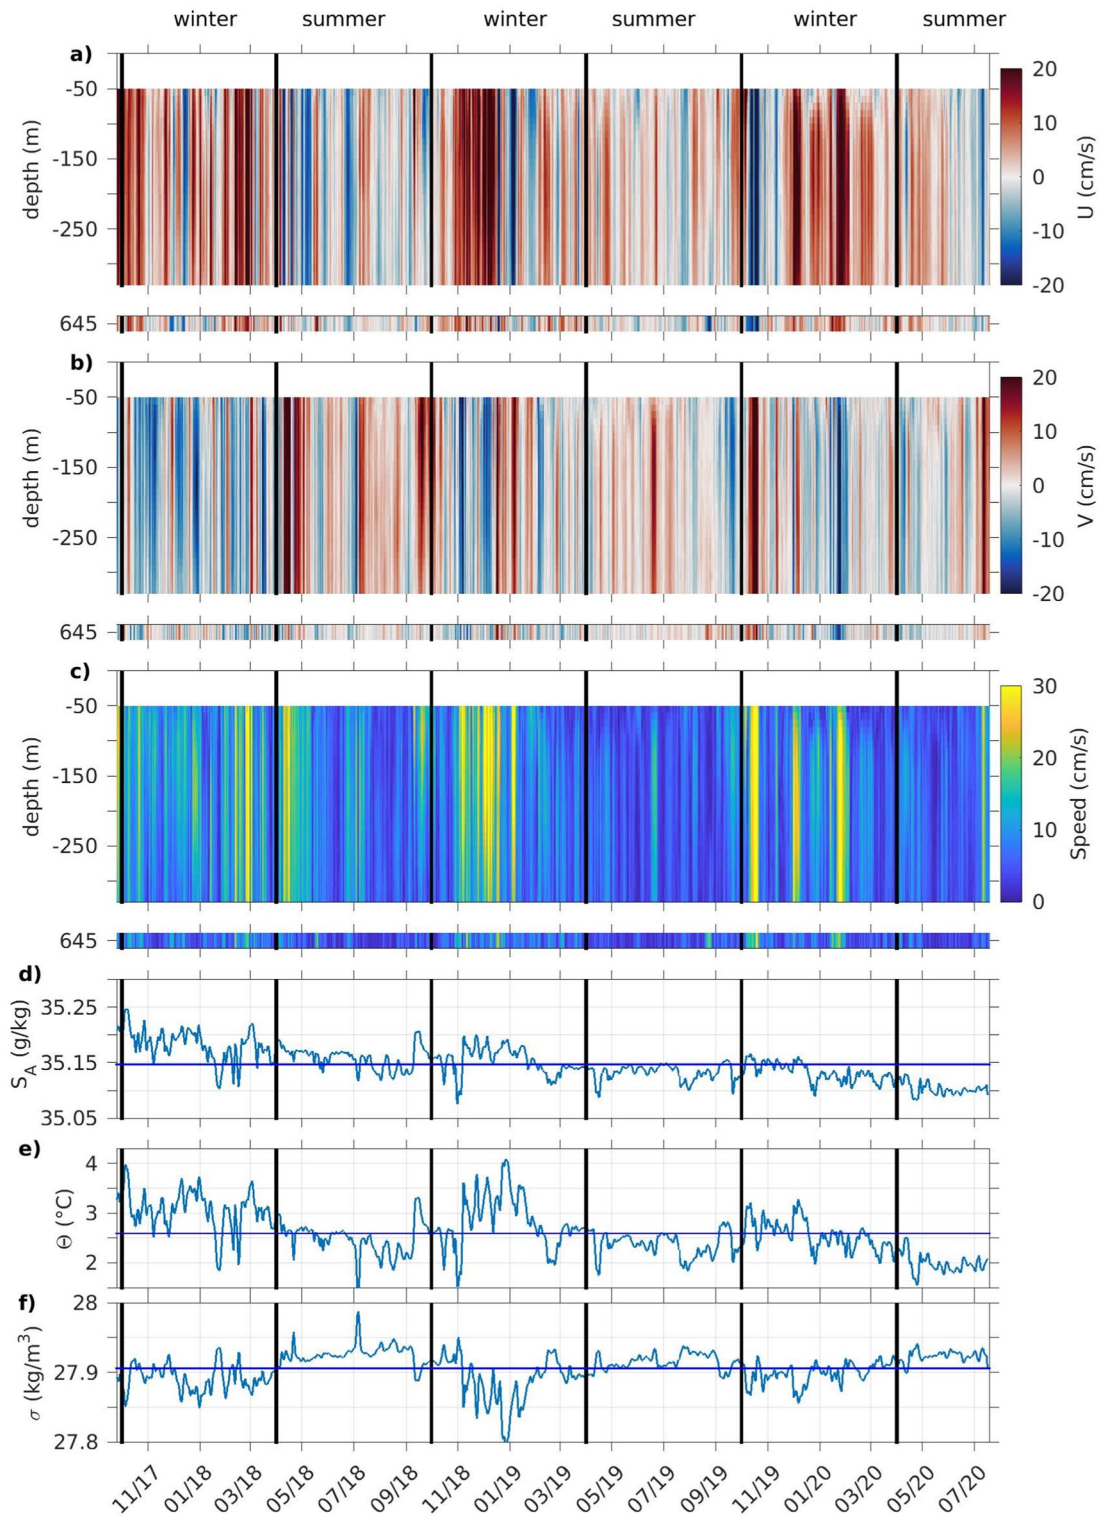 winter summer winter summer winter summer
a)
-50
-150
-250
depth (m)
645
20
10
0
-10
-20
U (cm/s)
b)
-50
-150
-250
depth (m)
645
20
10
0
-10
-20
V (cm/s)
c)
-50
-150
-250
depth (m)
645
30
20
10
0
Speed (cm/s)
d)
35.25
35.15
35.05
S_A (g/kg)
e)
4
3
2
Θ (°C)
f)
28
27.9
27.8
σ (kg/m³)
11/17 01/18 03/18 05/18 07/18 09/18 11/18 01/19 03/19 05/19 07/19 09/19 11/19 01/20 03/20 05/20 07/20